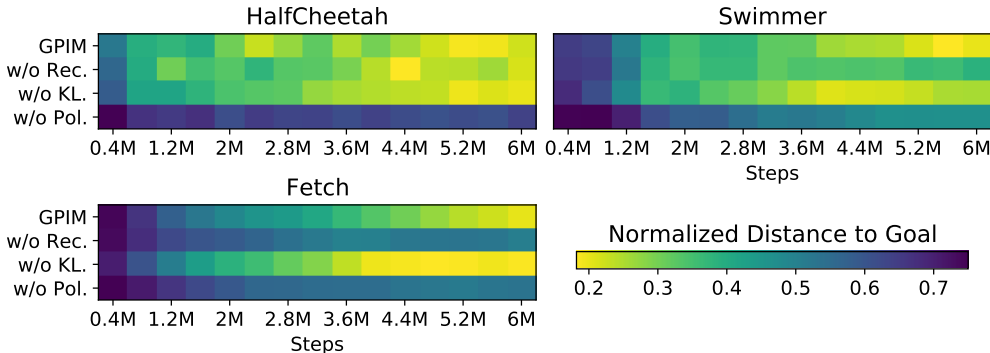 HalfCheetah
GPIM
w/o Rec.
w/o KL.
w/o Pol.
0.4M 1.2M 2M 2.8M 3.6M 4.4M 5.2M 6M
Swimmer
0.4M 1.2M 2M 2.8M 3.6M 4.4M 5.2M 6M
Steps
Fetch
GPIM
w/o Rec.
w/o KL.
w/o Pol.
0.4M 1.2M 2M 2.8M 3.6M 4.4M 5.2M 6M
Steps
Normalized Distance to Goal
0.2 0.3 0.4 0.5 0.6 0.7